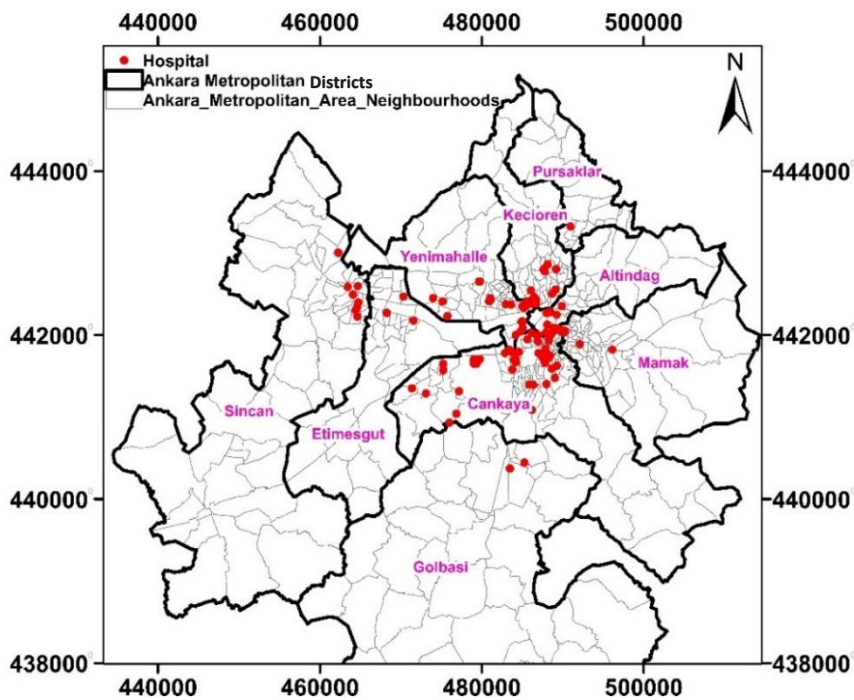 440000 460000 480000 500000
Hospital
Ankara Metropolitan Districts
Ankara_Metropolitan_Area_Neighbourhoods
N
444000 444000
Pursaklar
Kecioren
Yenimahalle
Altindag
442000 442000
Mamak
Sincan
Cankaya
Etimesgut
440000 440000
Golbasi
438000 438000
440000 460000 480000 500000